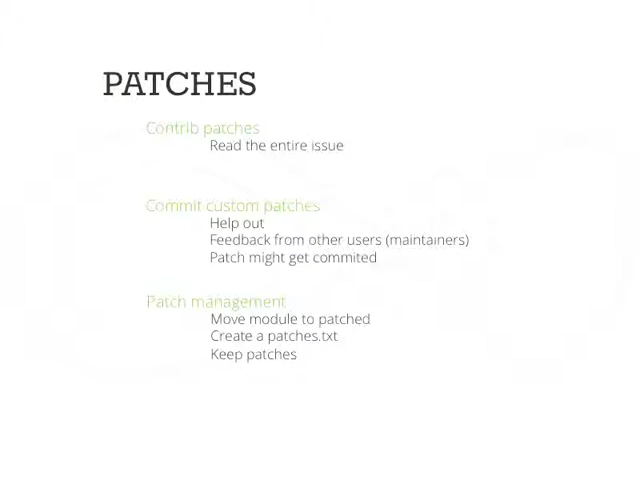 PATCHES
Contrib patches
Read the entire issue
Commit custom patches
Help out
Feedback from other users (maintainers)
Patch might get commited
Patch management
Move module to patched
Create a patches.txt
Keep patches